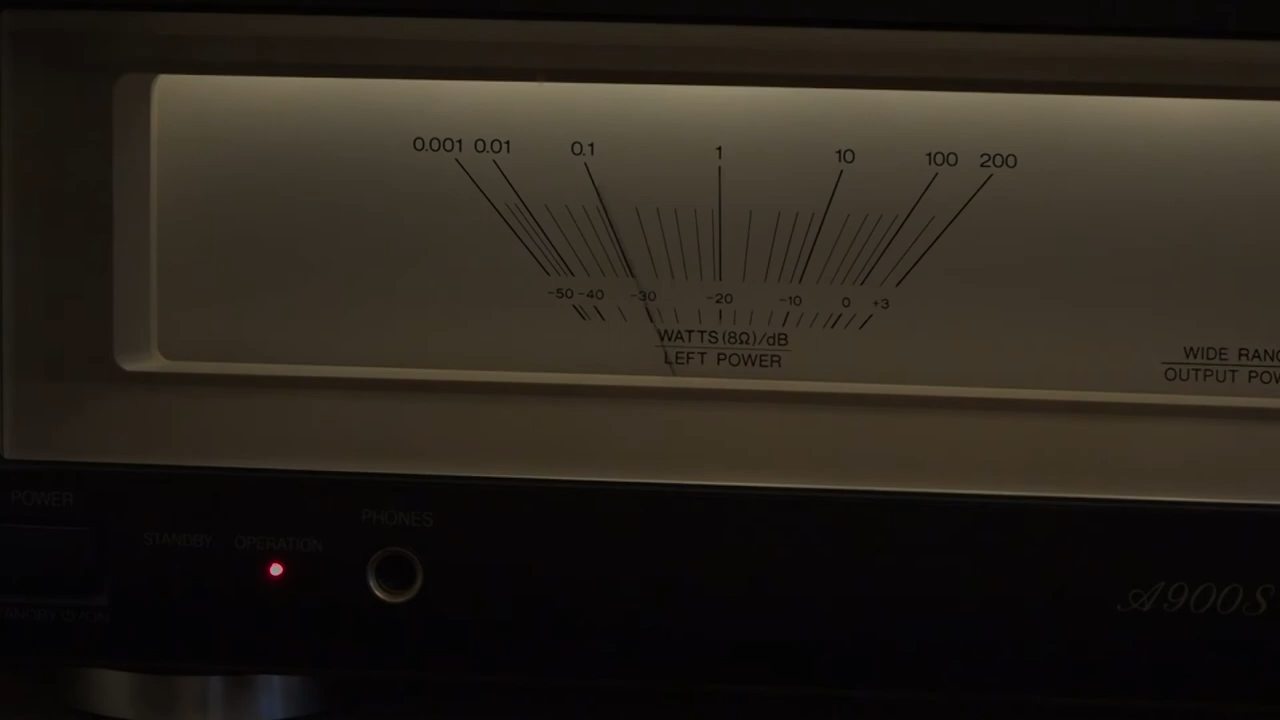 0.001 0.01 0.1 1 10 100 200
-50 -40 -30 -20 -10 0 +3
WATTS (8Ω)/dB
LEFT POWER
WIDE RANG
OUTPUT POW
POWER
STANDBY OPERATION
PHONES
A900S